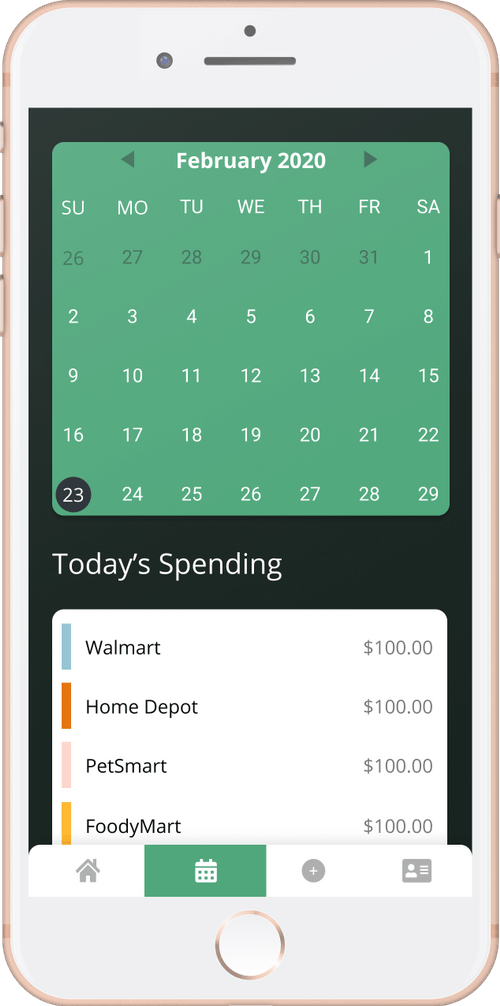 February 2020
SU MO TU WE TH FR SA
26 27 28 29 30 31 1
2 3 4 5 6 7 8
9 10 11 12 13 14 15
16 17 18 19 20 21 22
23 24 25 26 27 28 29
Today’s Spending
Walmart $100.00
Home Depot $100.00
PetSmart $100.00
FoodyMart $100.00